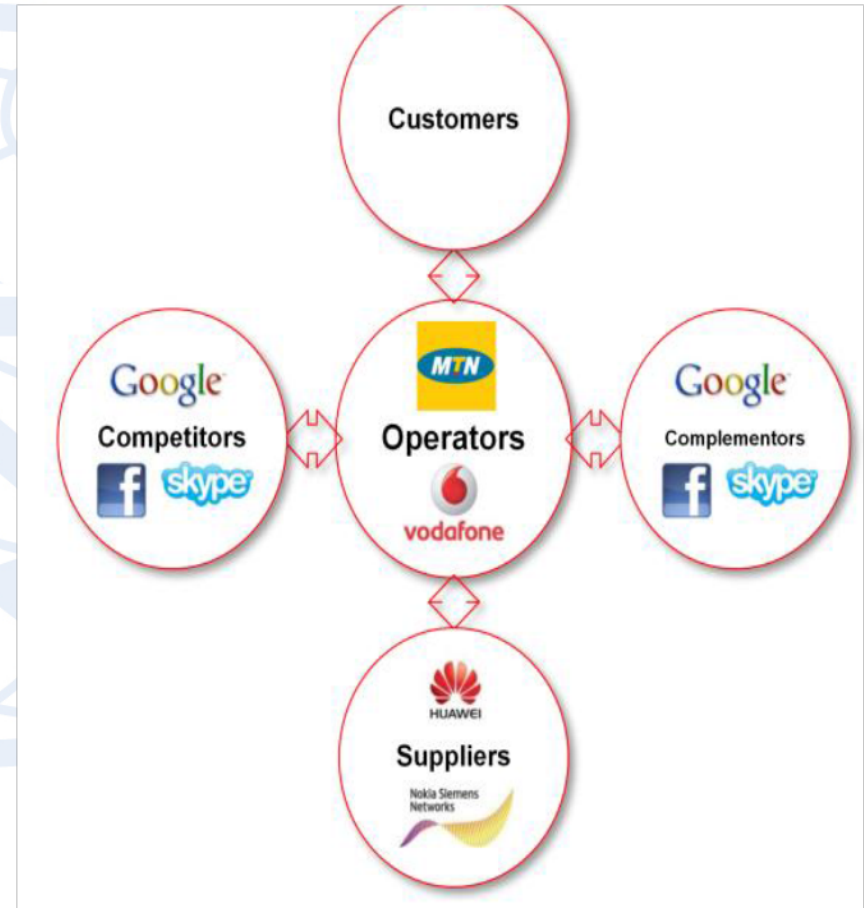 Customers
MTN
Google
Competitors
f
skype
Operators
vodafone
Google
Complementors
f
skype
HUAWEI
Suppliers
Nokia Siemens
Networks